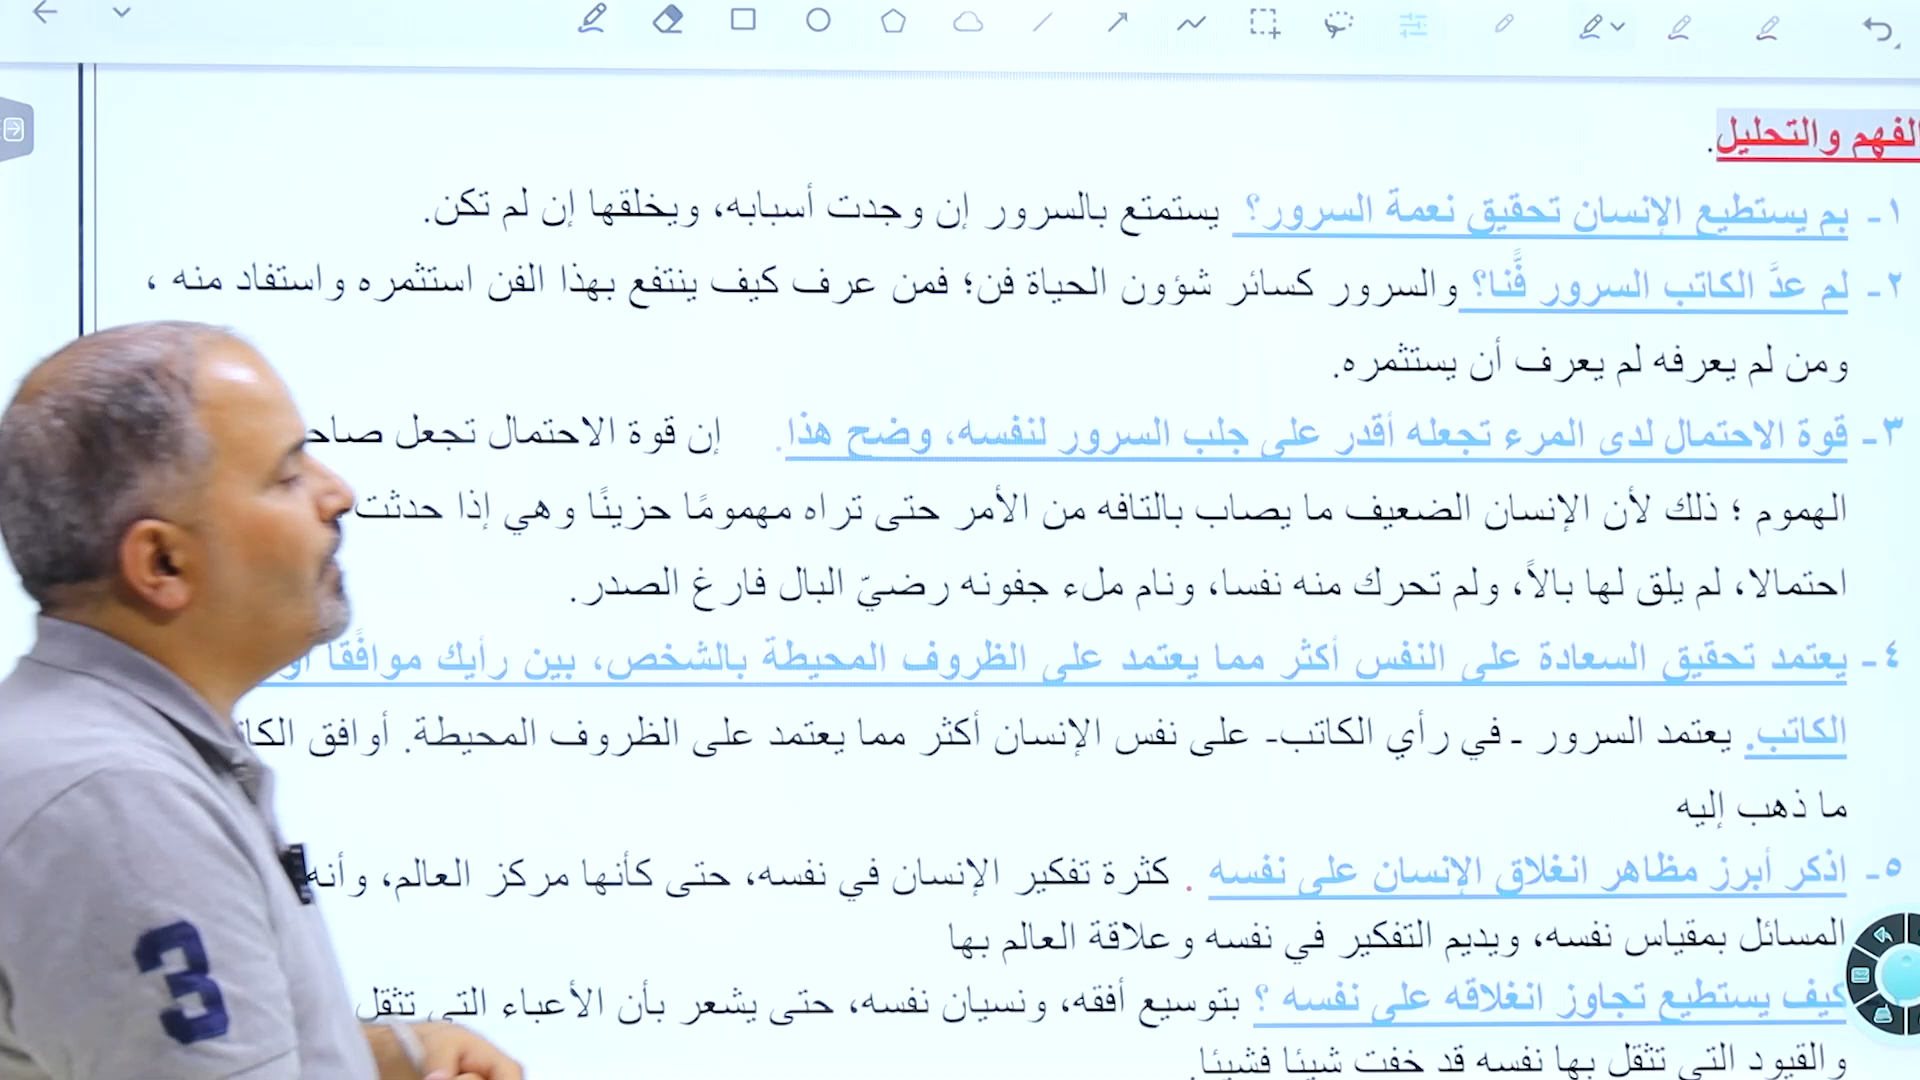 الفهم والتحليل.
١- بم يستطيع الإنسان تحقيق نعمة السرور؟ يستمتع بالسرور إن وجدت أسبابه، ويخلقها إن لم تكن.
٢- لم عدَّ الكاتب السرور فًّنا؟ والسرور كسائر شؤون الحياة فن؛ فمن عرف كيف ينتفع بهذا الفن استثمره واستفاد منه ،
ومن لم يعرفه لم يعرف أن يستثمره.
٣- قوة الاحتمال لدى المرء تجعله أقدر على جلب السرور لنفسه، وضح هذا. إن قوة الاحتمال تجعل
الهموم ؛ ذلك لأن الإنسان الضعيف ما يصاب بالتافه من الأمر حتى تراه مهمومًا حزينًا وهي إذا حدثت
احتمالا، لم يلق لها بالاً، ولم تحرك منه نفسا، ونام ملء جفونه رضيّ البال فارغ الصدر.
٤- يعتمد تحقيق السعادة على النفس أكثر مما يعتمد على الظروف المحيطة بالشخص، بين رأيك موافًقا
الكاتب. يعتمد السرور - في رأي الكاتب- على نفس الإنسان أكثر مما يعتمد على الظروف المحيطة. أوافق
ما ذهب إليه
٥- اذكر أبرز مظاهر انغلاق الإنسان على نفسه . كثرة تفكير الإنسان في نفسه، حتى كأنها مركز العالم، وأنه
المسائل بمقياس نفسه، ويديم التفكير في نفسه وعلاقة العالم بها
كيف يستطيع تجاوز انغلاقه على نفسه ؟ بتوسيع أفقه، ونسيان نفسه، حتى يشعر بأن الأعباء التي تثقل
والقيود التي تثقل بها نفسه قد خفت شيئا فشيئا.
3